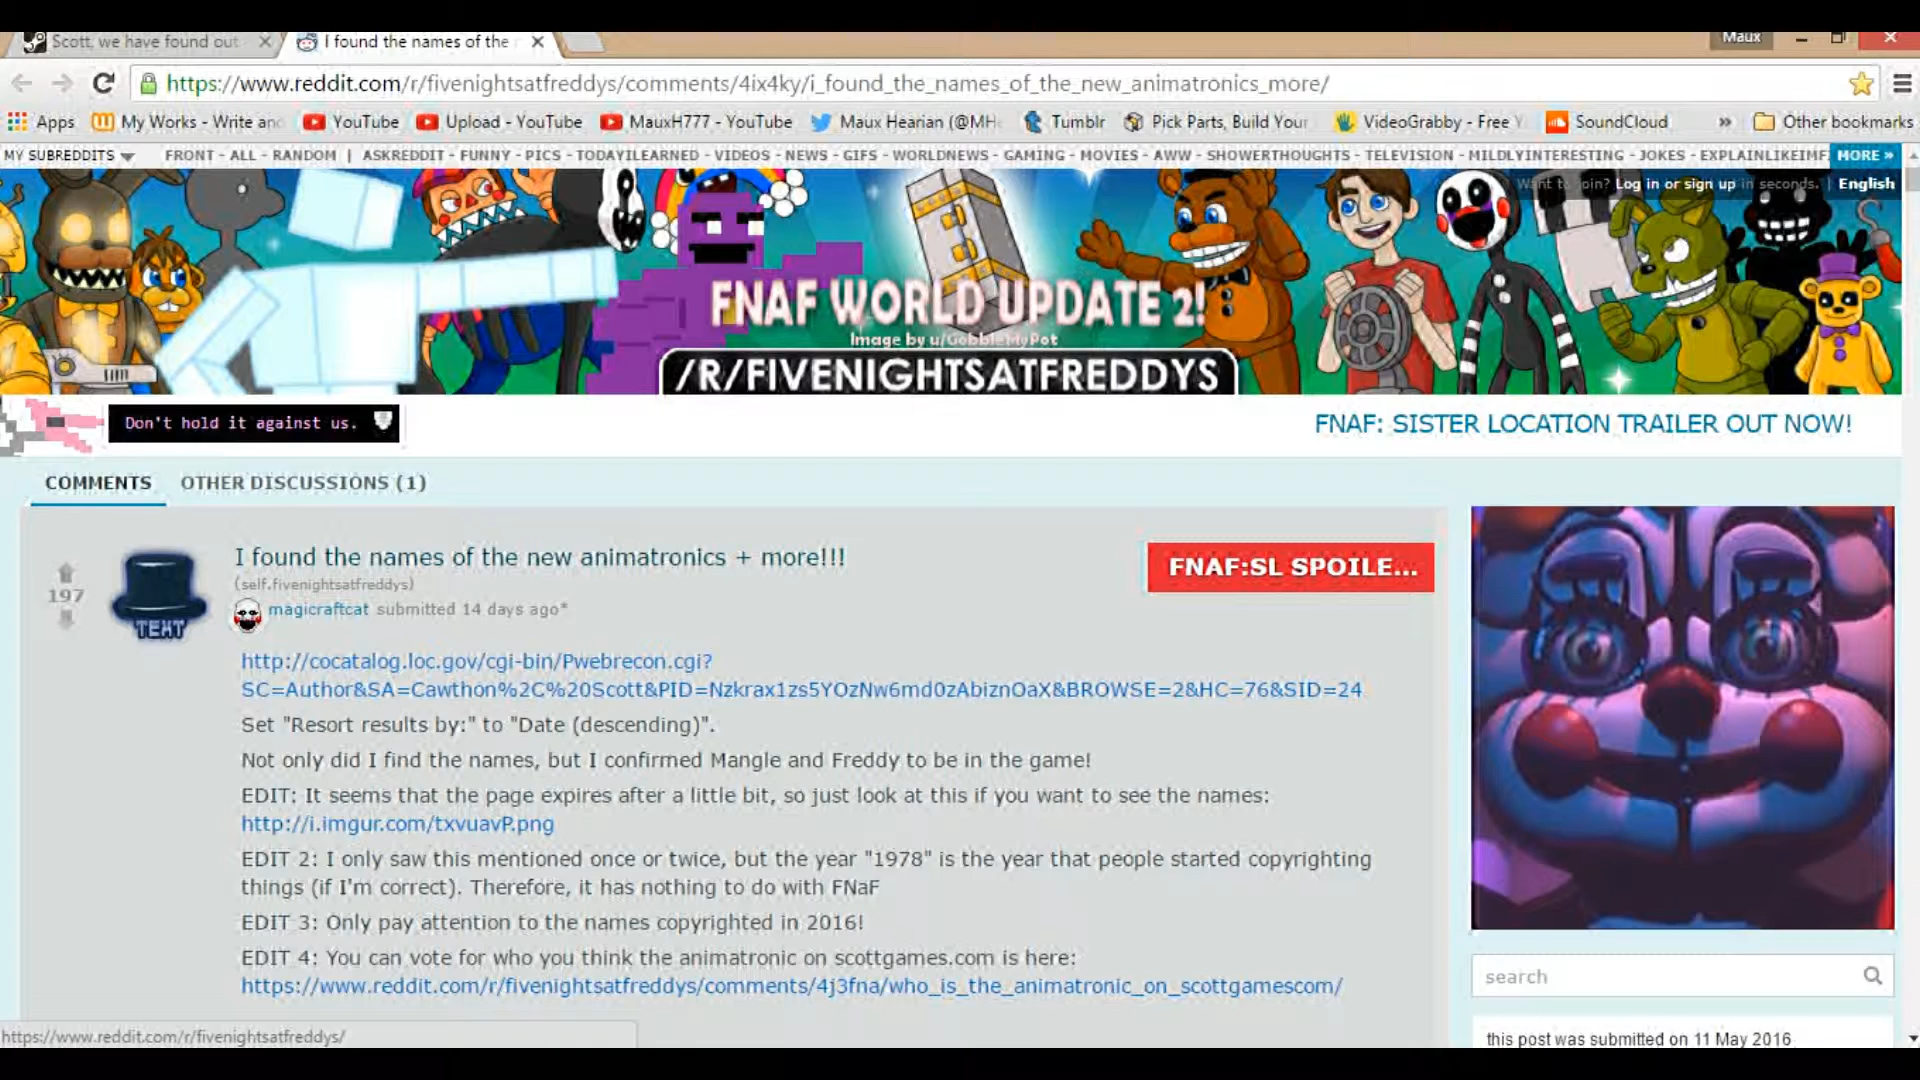 Scott, we have found out
I found the names of the
Maux
https://www.reddit.com/r/fivenightsatfreddys/comments/4ix4ky/i_found_the_names_of_the_new_animatronics_more/
Apps My Works - Write and YouTube Upload - YouTube MauxH777 - YouTube Maux Hearian (@MH Tumblr Pick Parts, Build Your VideoGrabby - Free Y SoundCloud » Other bookmarks
MY SUBREDDITS FRONT - ALL - RANDOM | ASKREDDIT - FUNNY - PICS - TODAYILEARNED - VIDEOS - NEWS - GIFS - WORLDNEWS - GAMING - MOVIES - AWW - SHOWERTHOUGHTS - TELEVISION - MILDLYINTERESTING - JOKES - EXPLAINLIKEIMF MORE »
Want to join? Log in or sign up in seconds. | English
FNAF WORLD UPDATE 2!
Image by u/GobbleMyPot
/R/FIVENIGHTSATFREDDYS
Don't hold it against us.
FNAF: SISTER LOCATION TRAILER OUT NOW!
COMMENTS OTHER DISCUSSIONS (1)
I found the names of the new animatronics + more!!!
FNAF:SL SPOILE...
(self.fivenightsatfreddys)
197
TEXT
magicraftcat submitted 14 days ago*
http://cocatalog.loc.gov/cgi-bin/Pwebrecon.cgi?
SC=Author&SA=Cawthon%2C%20Scott&PID=Nzkrax1zs5YOzNw6md0zAbiznOaX&BROWSE=2&HC=76&SID=24
Set "Resort results by:" to "Date (descending)".
Not only did I find the names, but I confirmed Mangle and Freddy to be in the game!
EDIT: It seems that the page expires after a little bit, so just look at this if you want to see the names:
http://i.imgur.com/txvuavP.png
EDIT 2: I only saw this mentioned once or twice, but the year "1978" is the year that people started copyrighting
things (if I'm correct). Therefore, it has nothing to do with FNaF
EDIT 3: Only pay attention to the names copyrighted in 2016!
EDIT 4: You can vote for who you think the animatronic on scottgames.com is here:
https://www.reddit.com/r/fivenightsatfreddys/comments/4j3fna/who_is_the_animatronic_on_scottgamescom/
search
this post was submitted on 11 May 2016
https://www.reddit.com/r/fivenightsatfreddys/